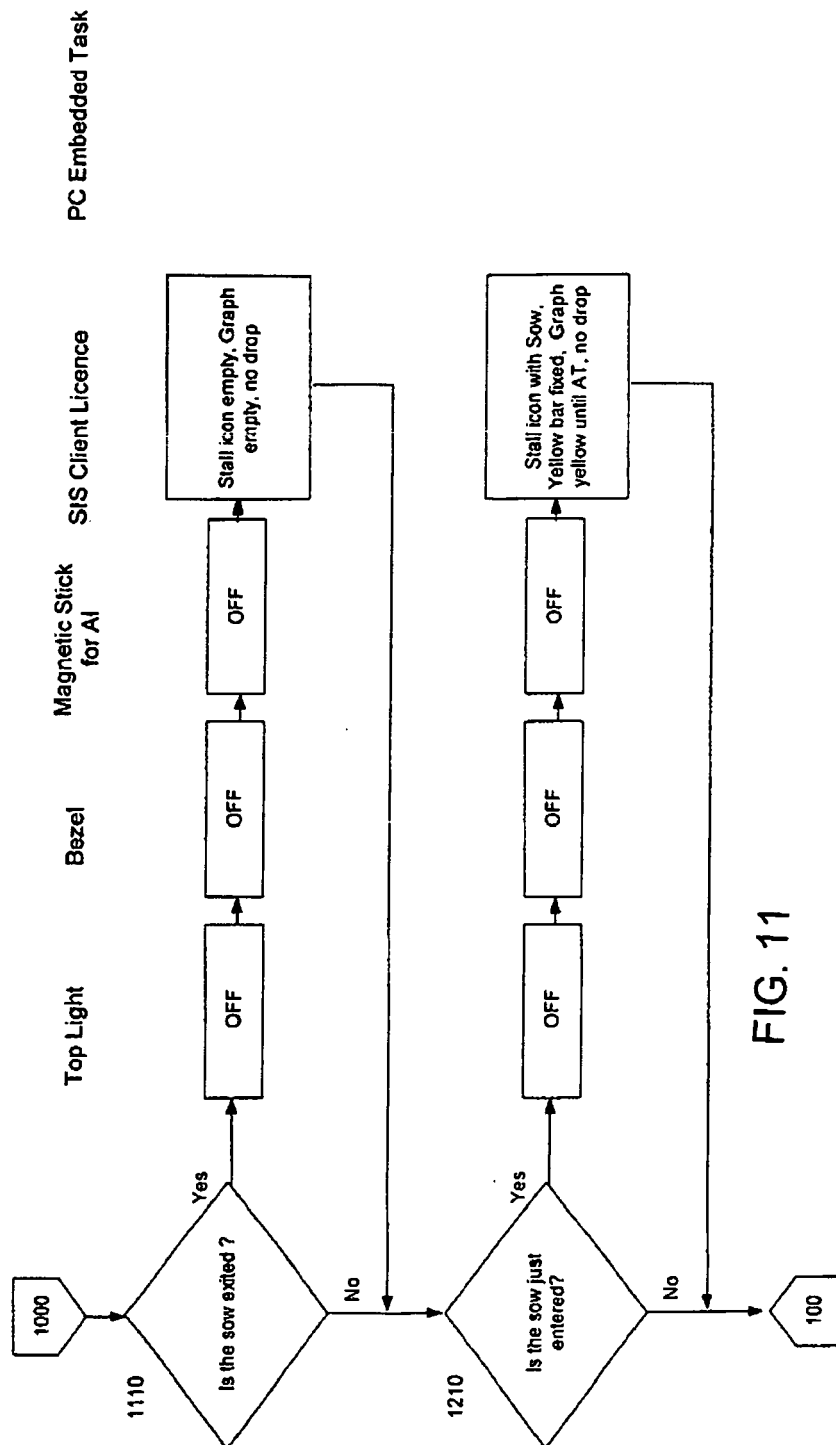 Top Light
Bezel
Magnetic Stick
for AI
SIS Client Licence
PC Embedded Task
1000
1110
Is the sow exited ?
Yes
No
OFF
OFF
OFF
Stall icon empty, Graph
empty, no drop
1210
Is the sow just
entered?
Yes
No
OFF
OFF
OFF
Stall icon with Sow,
Yellow bar fixed, Graph
yellow until AT, no drop
100
FIG. 11